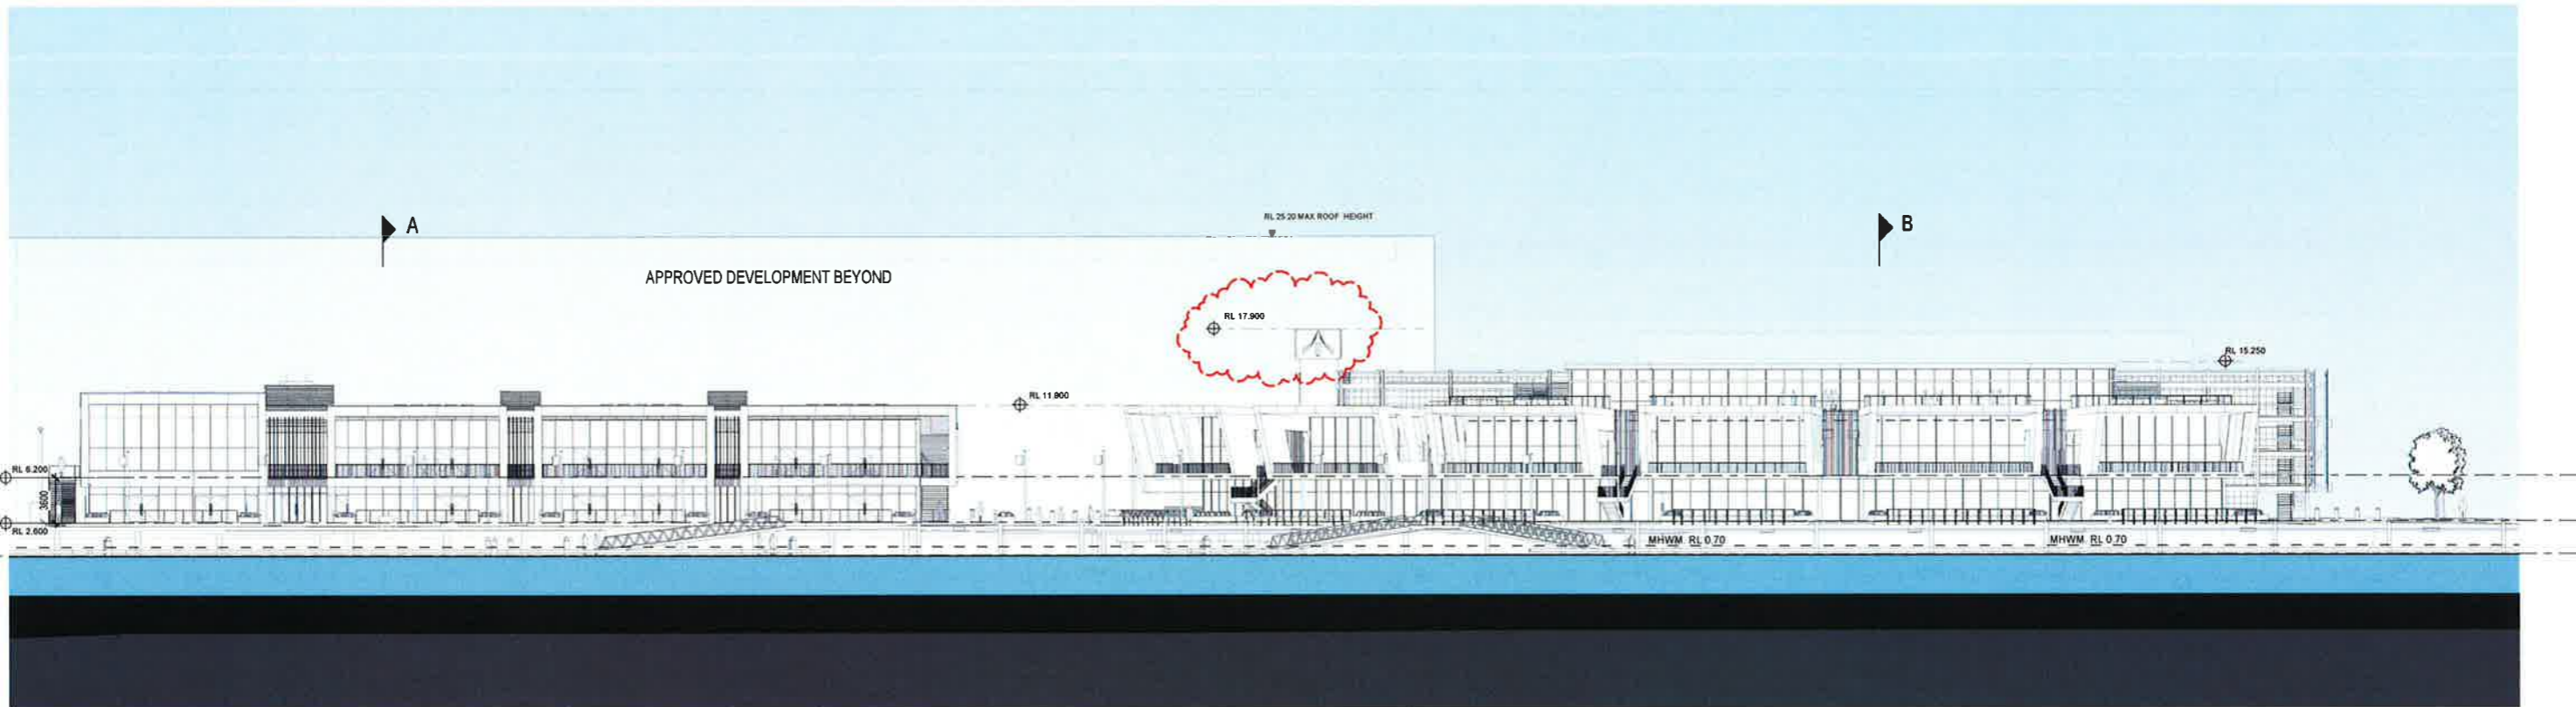 RL 25.20 MAX ROOF HEIGHT
A
B
APPROVED DEVELOPMENT BEYOND
RL 17.900
RL 15.250
RL 11.900
RL 6.200
3600
RL 2.600
MHWM RL 0.70
MHWM RL 0.70